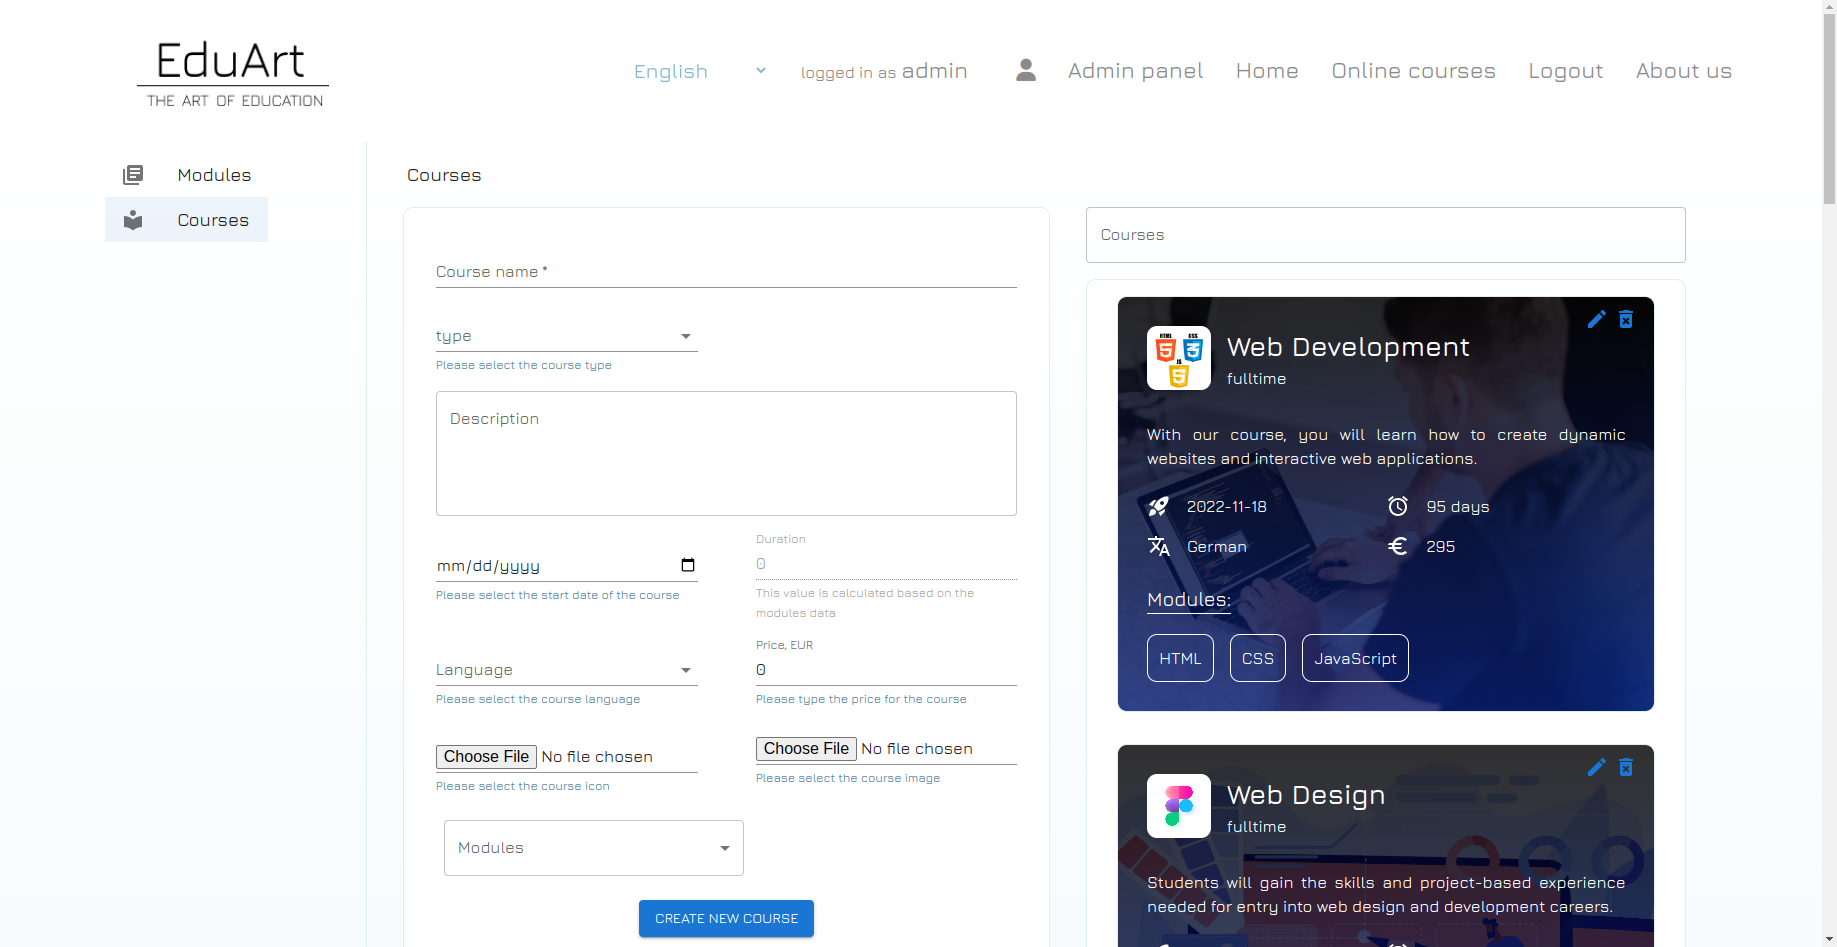 EduArt
THE ART OF EDUCATION
English
logged in as admin
Admin panel
Home
Online courses
Logout
About us
Modules
Courses
Courses
Course name *
type
Please select the course type
Description
mm/dd/yyyy
Please select the start date of the course
Duration
0
This value is calculated based on the
modules data
Language
Please select the course language
Price, EUR
0
Please type the price for the course
Choose File No file chosen
Please select the course icon
Choose File No file chosen
Please select the course image
Modules
CREATE NEW COURSE
Courses
HTML CSS
JS
Web Development
fulltime
With our course, you will learn how to create dynamic
websites and interactive web applications.
2022-11-18
95 days
German
295
Modules:
HTML
CSS
JavaScript
Web Design
fulltime
Students will gain the skills and project-based experience
needed for entry into web design and development careers.